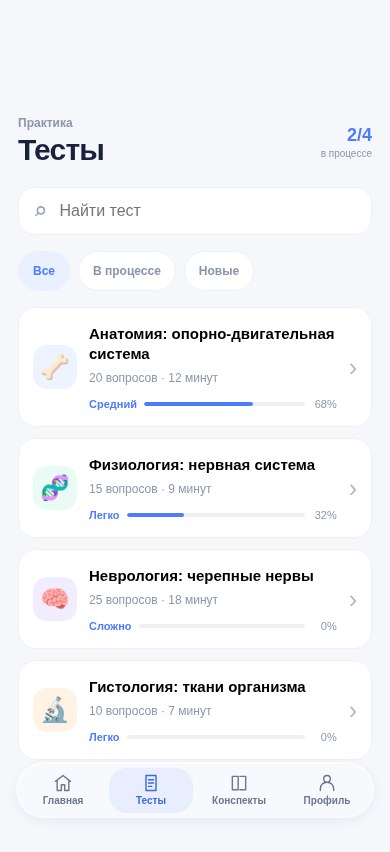 Практика
Тесты
2/4
в процессе
Найти тест
Все
В процессе
Новые
Анатомия: опорно-двигательная
система
20 вопросов · 12 минут
Средний
68%
Физиология: нервная система
15 вопросов · 9 минут
Легко
32%
Неврология: черепные нервы
25 вопросов · 18 минут
Сложно
0%
Гистология: ткани организма
10 вопросов · 7 минут
Легко
0%
Главная
Тесты
Конспекты
Профиль